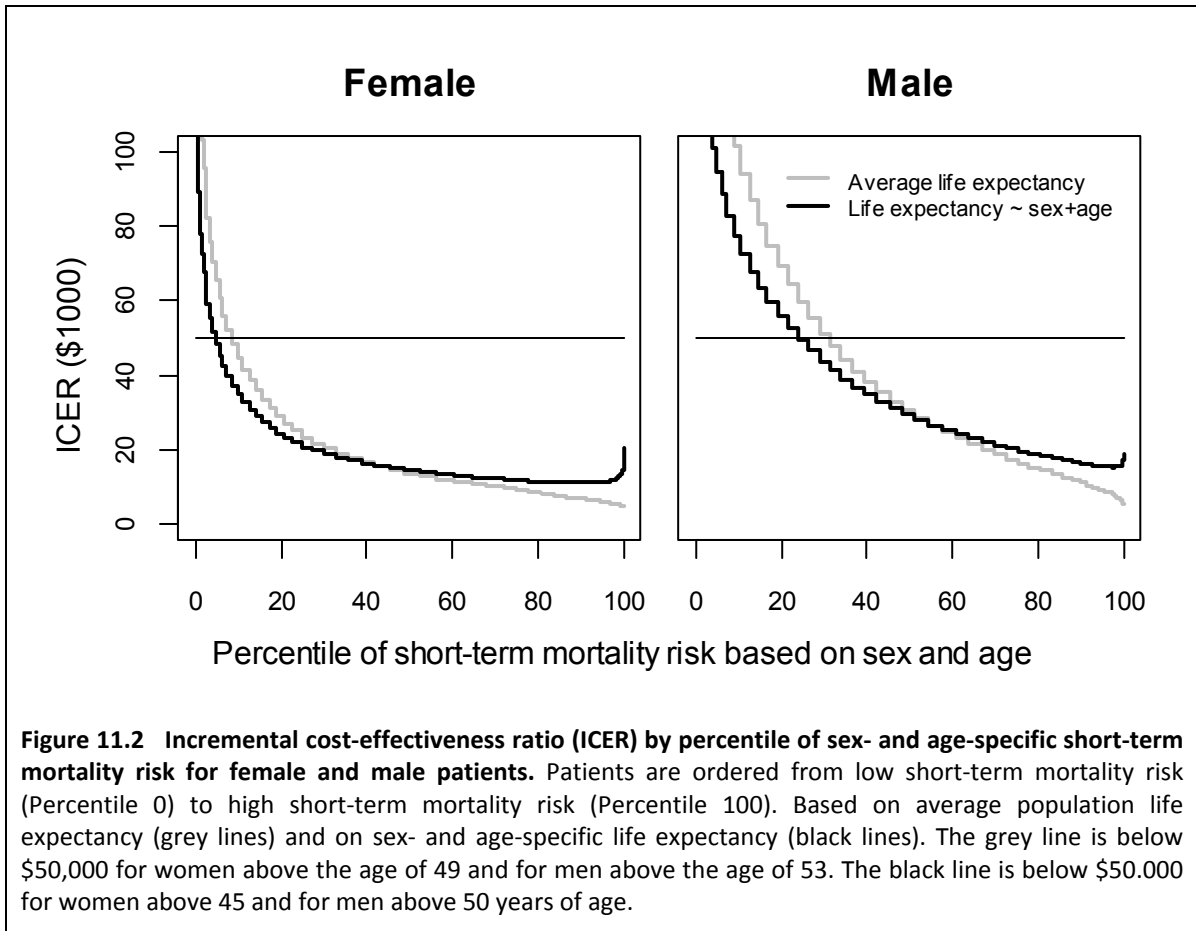 Female
Male
100
80
60
40
20
0
ICER ($1000)
Average life expectancy
Life expectancy ~ sex+age
0 20 40 60 80 100
0 20 40 60 80 100
Percentile of short-term mortality risk based on sex and age
Figure 11.2 Incremental cost-effectiveness ratio (ICER) by percentile of sex- and age-specific short-term
mortality risk for female and male patients. Patients are ordered from low short-term mortality risk
(Percentile 0) to high short-term mortality risk (Percentile 100). Based on average population life
expectancy (grey lines) and on sex- and age-specific life expectancy (black lines). The grey line is below
$50,000 for women above the age of 49 and for men above the age of 53. The black line is below $50.000
for women above 45 and for men above 50 years of age.